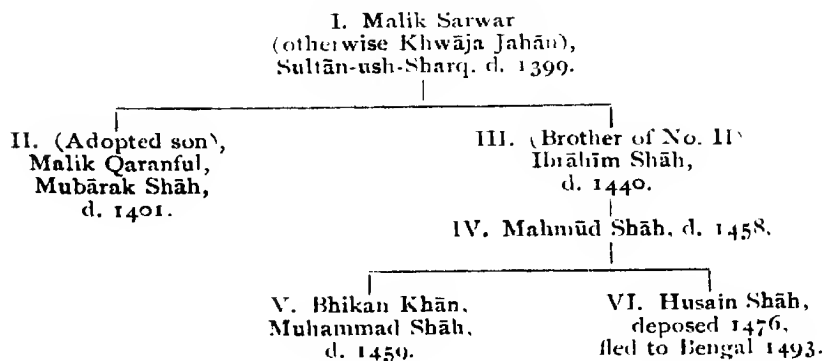 I. Malik Sarwar
(otherwise Khwāja Jahān),
Sultān-ush-Sharq. d. 1399.
II. (Adopted son),
Malik Qaranful,
Mubārak Shāh,
d. 1401.
III. (Brother of No. II)
Ibrāhīm Shāh,
d. 1440.
IV. Mahmūd Shāh, d. 1458.
V. Bhikan Khān,
Muhammad Shāh,
d. 1459.
VI. Husain Shāh,
deposed 1476,
fled to Bengal 1493.